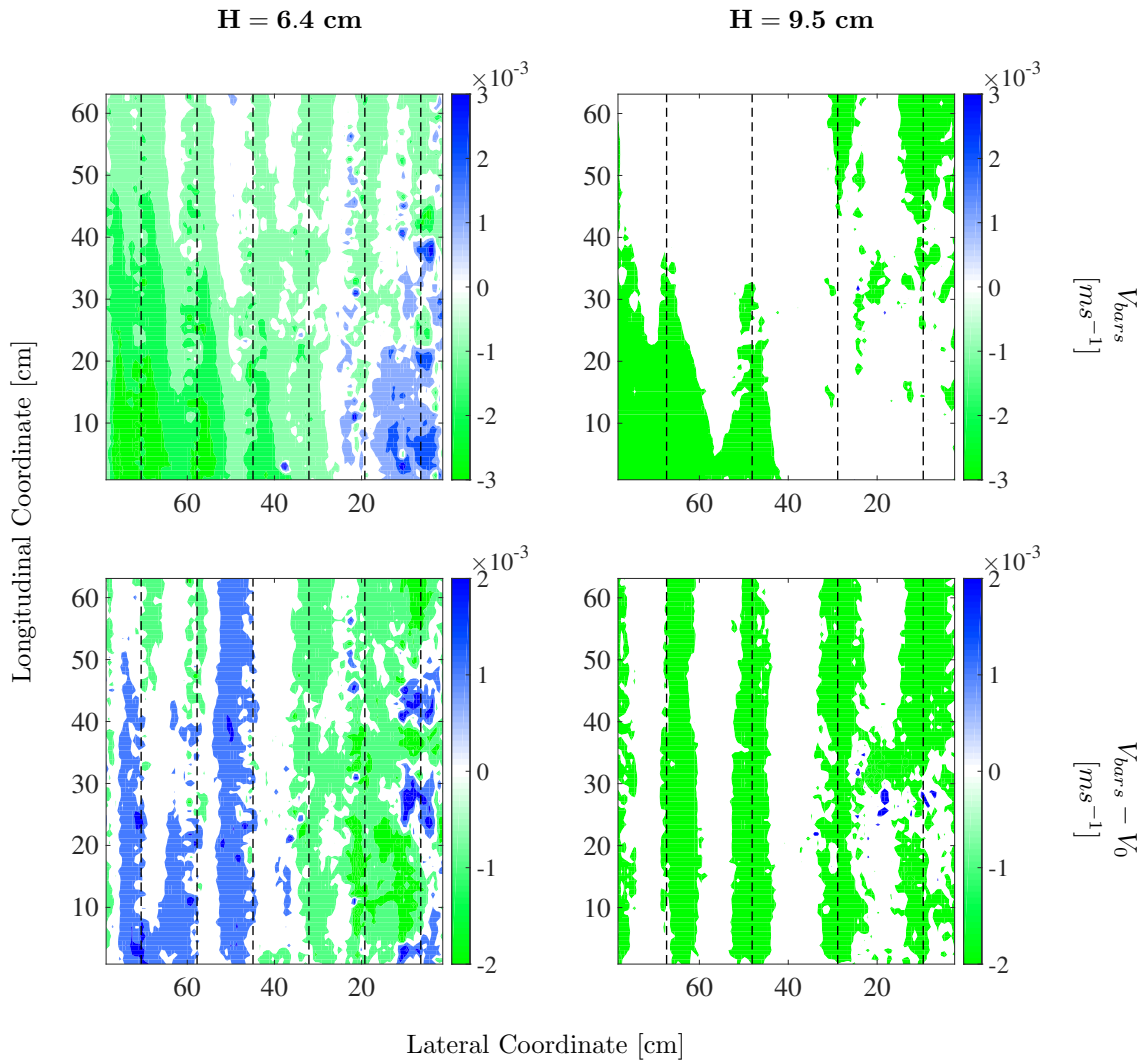 H = 6.4 cm
H = 9.5 cm
×10⁻³
×10⁻³
60 3 60 3
50 2 50 2
40 1 40 1
30 0 30 0
20 -1 20 -1
10 -2 10 -2
-3 -3
60 40 20 60 40 20
V_bars
[ms⁻¹]
Longitudinal Coordinate [cm]
×10⁻³
×10⁻³
60 2 60 2
50 1 50 1
40 40
30 0 30 0
20 -1 20 -1
10 10
-2 -2
60 40 20 60 40 20
V_bars − V_0
[ms⁻¹]
Lateral Coordinate [cm]